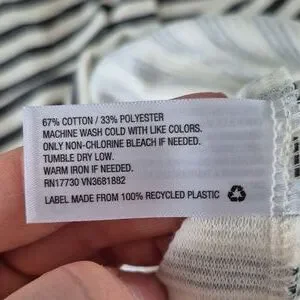 67% COTTON / 33% POLYESTER
MACHINE WASH COLD WITH LIKE COLORS.
ONLY NON-CHLORINE BLEACH IF NEEDED.
TUMBLE DRY LOW.
WARM IRON IF NEEDED.
RN17730 VN3681882
LABEL MADE FROM 100% RECYCLED PLASTIC